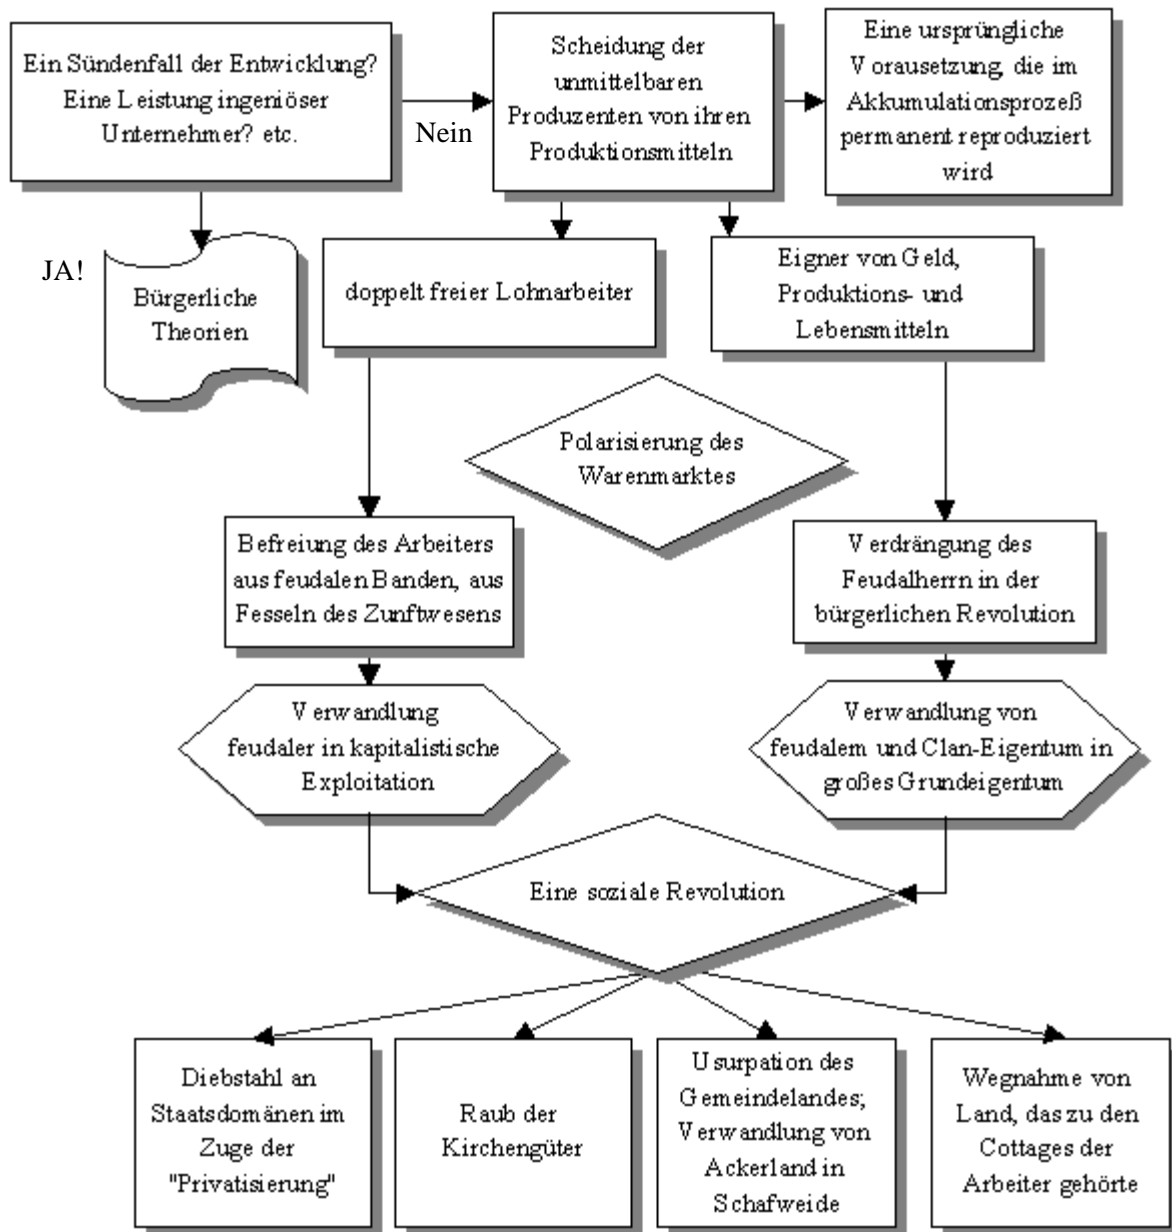 Ein Sündenfall der Entwicklung?
Eine Leistung ingeniöser
Unternehmer? etc.
Nein
Scheidung der
unmittelbaren
Produzenten von ihren
Produktionsmitteln
Eine ursprüngliche
Vorausetzung, die im
Akkumulationsprozeß
permanent reproduziert
wird
JA!
Bürgerliche
Theorien
doppelt freier Lohnarbeiter
Eigner von Geld,
Produktions- und
Lebensmitteln
Polarisierung des
Warenmarktes
Befreiung des Arbeiters
aus feudalen Banden, aus
Fesseln des Zunftwesens
Verdrängung des
Feudalherrn in der
bürgerlichen Revolution
Verwandlung
feudaler in kapitalistische
Exploitation
Verwandlung von
feudalem und Clan-Eigentum in
großes Grundeigentum
Eine soziale Revolution
Diebstahl an
Staatsdomänen im
Zuge der
"Privatisierung"
Raub der
Kirchengüter
Usurpation des
Gemeindelandes;
Verwandlung von
Ackerland in
Schafweide
Wegnahme von
Land, das zu den
Cottages der
Arbeiter gehörte